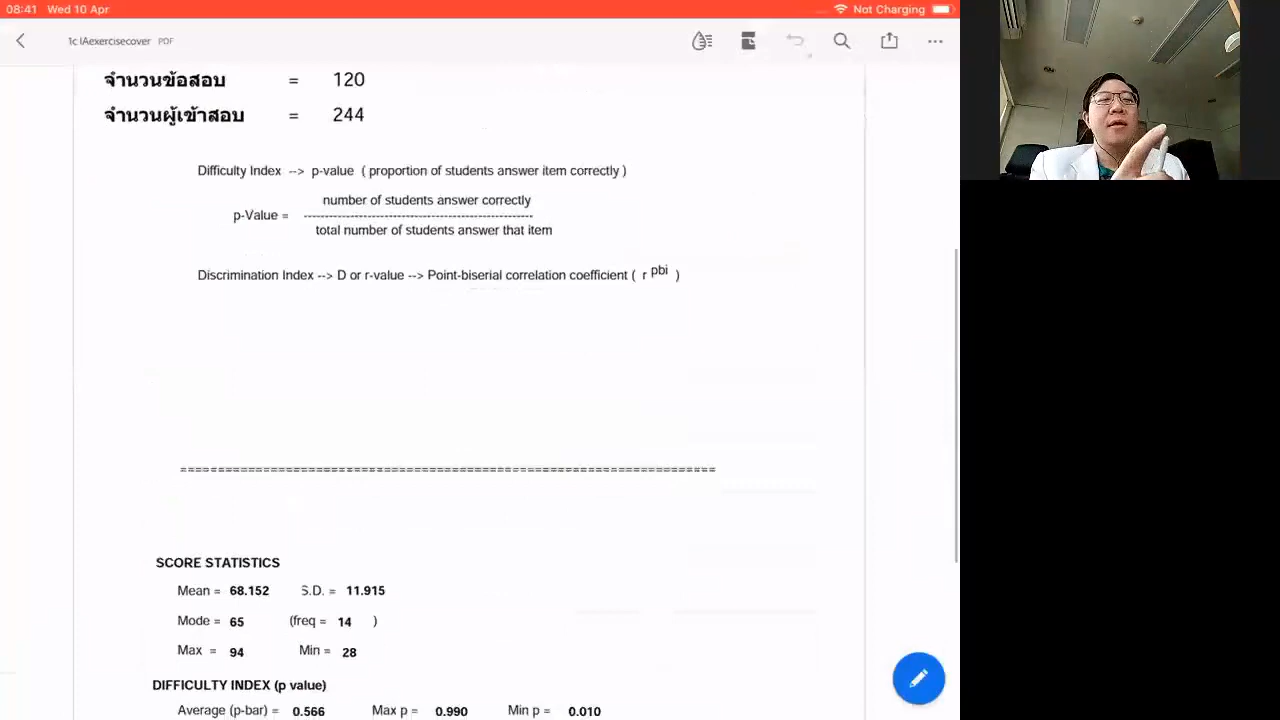 08:41 Wed 10 Apr
Not Charging
1c IAexercisecover PDF
จำนวนข้อสอบ = 120
จำนวนผู้เข้าสอบ = 244
Difficulty Index --> p-value ( proportion of students answer item correctly )
number of students answer correctly
p-Value = ------------------------------------------------------
total number of students answer that item
Discrimination Index --> D or r-value --> Point-biserial correlation coefficient ( r pbi )
=======================================================================
SCORE STATISTICS
Mean = 68.152 S.D. = 11.915
Mode = 65 (freq = 14 )
Max = 94 Min = 28
DIFFICULTY INDEX (p value)
Average (p-bar) = 0.566 Max p = 0.990 Min p = 0.010